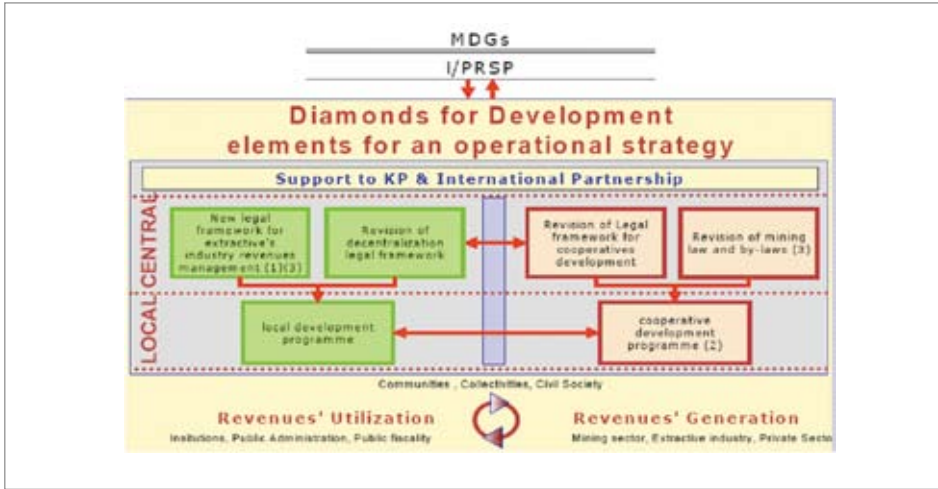 MDGs
I/PRSP
Diamonds for Development
elements for an operational strategy
Support to KP & International Partnership
CENTRAL
New legal
framework for
extractive's
industry revenues
management (1)(3)
Revision of
decentralization
legal framework
Revision of Legal
framework for
cooperatives
development
Revision of mining
law and by-laws (3)
LOCAL
local development
programme
cooperative
development
programme (2)
Communities , Collectivities, Civil Society
Revenues' Utilization
Revenues' Generation
Insitutions, Public Administration, Public fiscality
Mining sector, Extractive industry, Private Secto